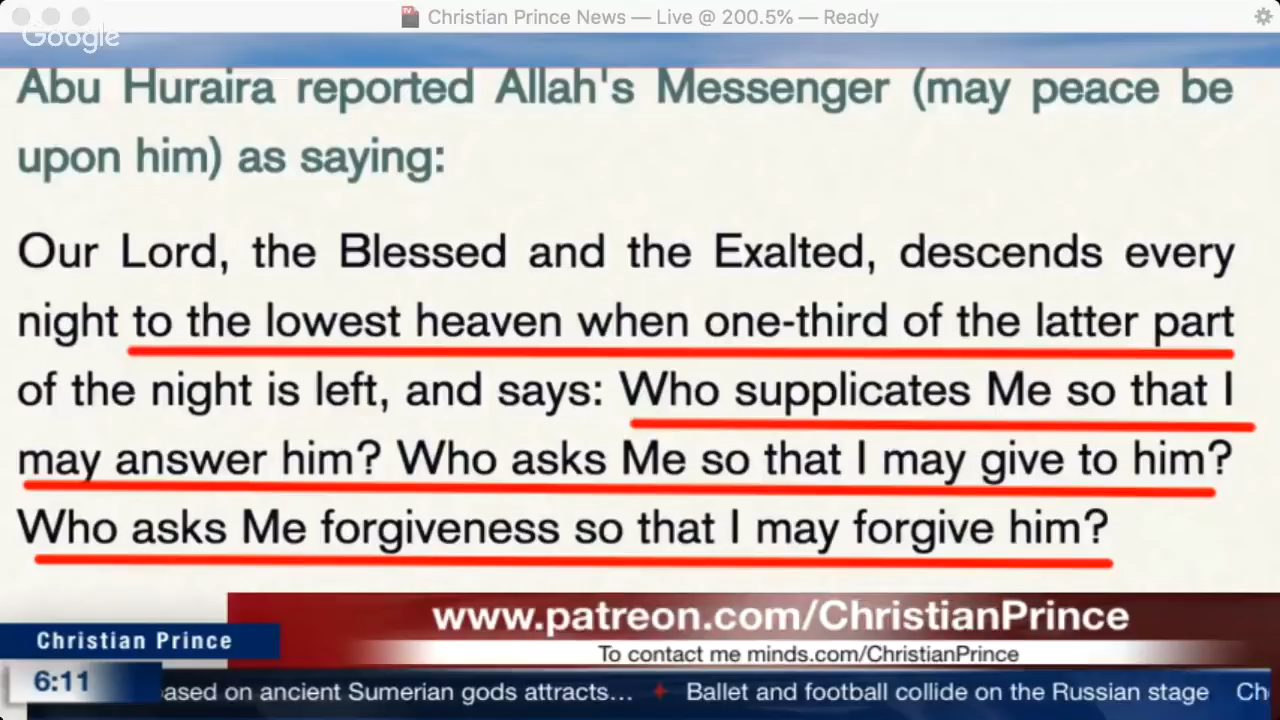 Christian Prince News — Live @ 200.5% — Ready
Google
Abu Huraira reported Allah's Messenger (may peace be
upon him) as saying:
Our Lord, the Blessed and the Exalted, descends every
night to the lowest heaven when one-third of the latter part
of the night is left, and says: Who supplicates Me so that I
may answer him? Who asks Me so that I may give to him?
Who asks Me forgiveness so that I may forgive him?
www.patreon.com/ChristianPrince
Christian Prince
To contact me minds.com/ChristianPrince
6:11
ased on ancient Sumerian gods attracts... Ballet and football collide on the Russian stage Ch